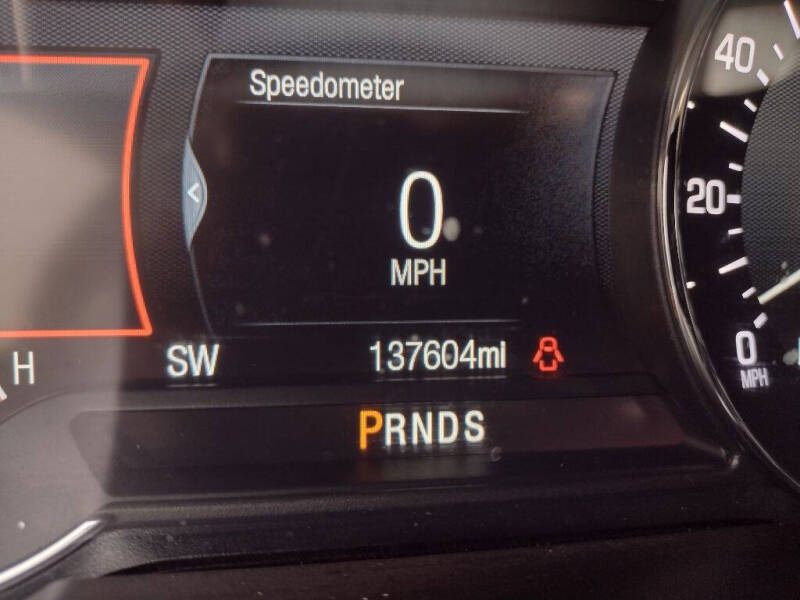 Speedometer
<
0
MPH
SW 137604mi
PRNDS
H
40
20
0
MPH